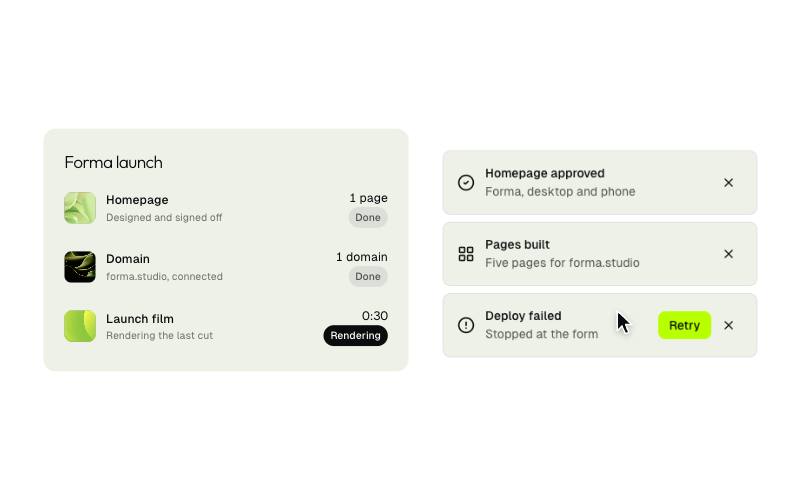 Forma launch
Homepage
Designed and signed off
1 page
Done
Domain
forma.studio, connected
1 domain
Done
Launch film
Rendering the last cut
0:30
Rendering
Homepage approved
Forma, desktop and phone
Pages built
Five pages for forma.studio
Deploy failed
Stopped at the form
Retry